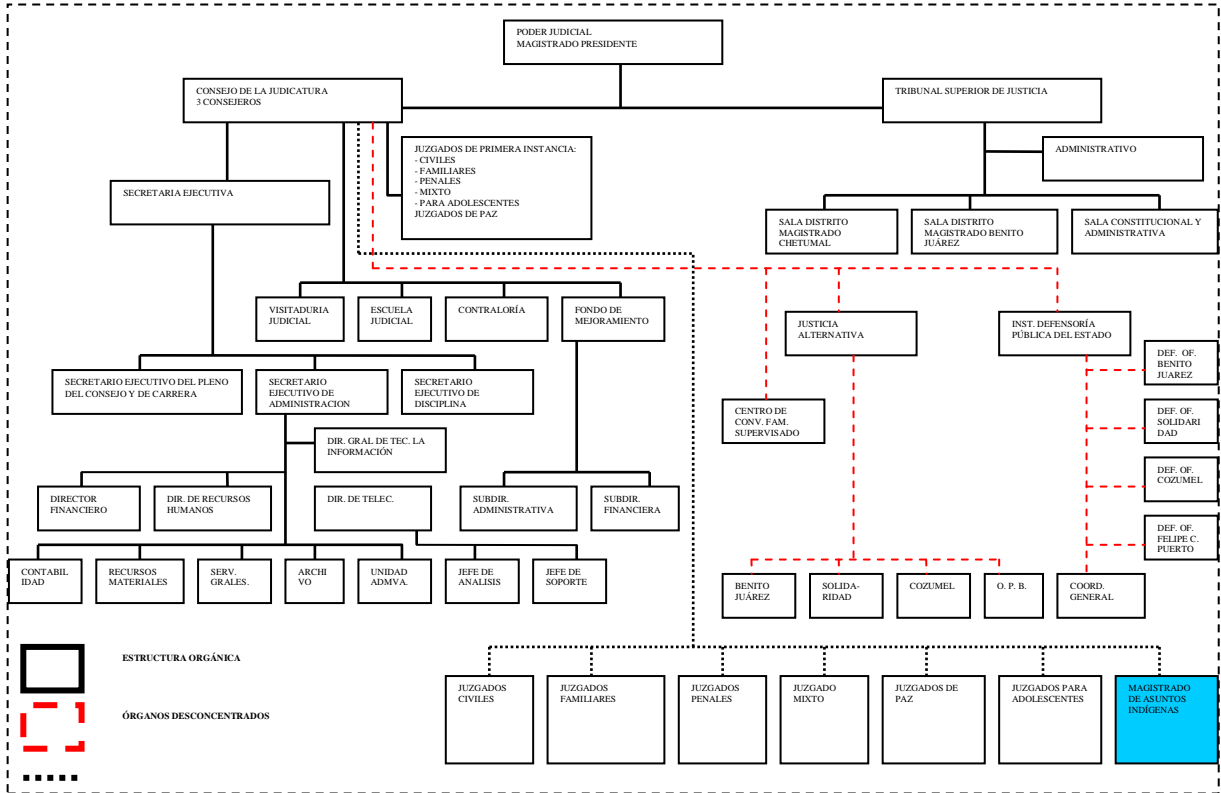 PODER JUDICIAL
MAGISTRADO PRESIDENTE
CONSEJO DE LA JUDICATURA
3 CONSEJEROS
TRIBUNAL SUPERIOR DE JUSTICIA
JUZGADOS DE PRIMERA INSTANCIA:
- CIVILES
- FAMILIARES
- PENALES
- MIXTO
- PARA ADOLESCENTES
JUZGADOS DE PAZ
ADMINISTRATIVO
SECRETARIA EJECUTIVA
SALA DISTRITO
MAGISTRADO
CHETUMAL
SALA DISTRITO
MAGISTRADO BENITO
JUÁREZ
SALA CONSTITUCIONAL Y
ADMINISTRATIVA
VISITADURIA
JUDICIAL
ESCUELA
JUDICIAL
CONTRALORÍA
FONDO DE
MEJORAMIENTO
JUSTICIA
ALTERNATIVA
INST. DEFENSORÍA
PÚBLICA DEL ESTADO
DEF. OF.
BENITO
JUAREZ
SECRETARIO EJECUTIVO DEL PLENO
DEL CONSEJO Y DE CARRERA
SECRETARIO
EJECUTIVO DE
ADMINISTRACION
SECRETARIO
EJECUTIVO DE
DISCIPLINA
CENTRO DE
CONV. FAM.
SUPERVISADO
DEF. OF.
SOLIDARI
DAD
DIR. GRAL DE TEC. LA
INFORMACIÓN
DEF. OF.
COZUMEL
DIRECTOR
FINANCIERO
DIR. DE RECURSOS
HUMANOS
DIR. DE TELEC.
SUBDIR.
ADMINISTRATIVA
SUBDIR.
FINANCIERA
DEF. OF.
FELIPE C.
PUERTO
CONTABIL
IDAD
RECURSOS
MATERIALES
SERV.
GRALES.
ARCHI
VO
UNIDAD
ADMVA.
JEFE DE
ANALISIS
JEFE DE
SOPORTE
BENITO
JUÁREZ
SOLIDA-
RIDAD
COZUMEL
O. P. B.
COORD.
GENERAL
ESTRUCTURA ORGÁNICA
ÓRGANOS DESCONCENTRADOS
JUZGADOS
CIVILES
JUZGADOS
FAMILIARES
JUZGADOS
PENALES
JUZGADO
MIXTO
JUZGADOS DE
PAZ
JUZGADOS PARA
ADOLESCENTES
MAGISTRADO
DE ASUNTOS
INDÍGENAS